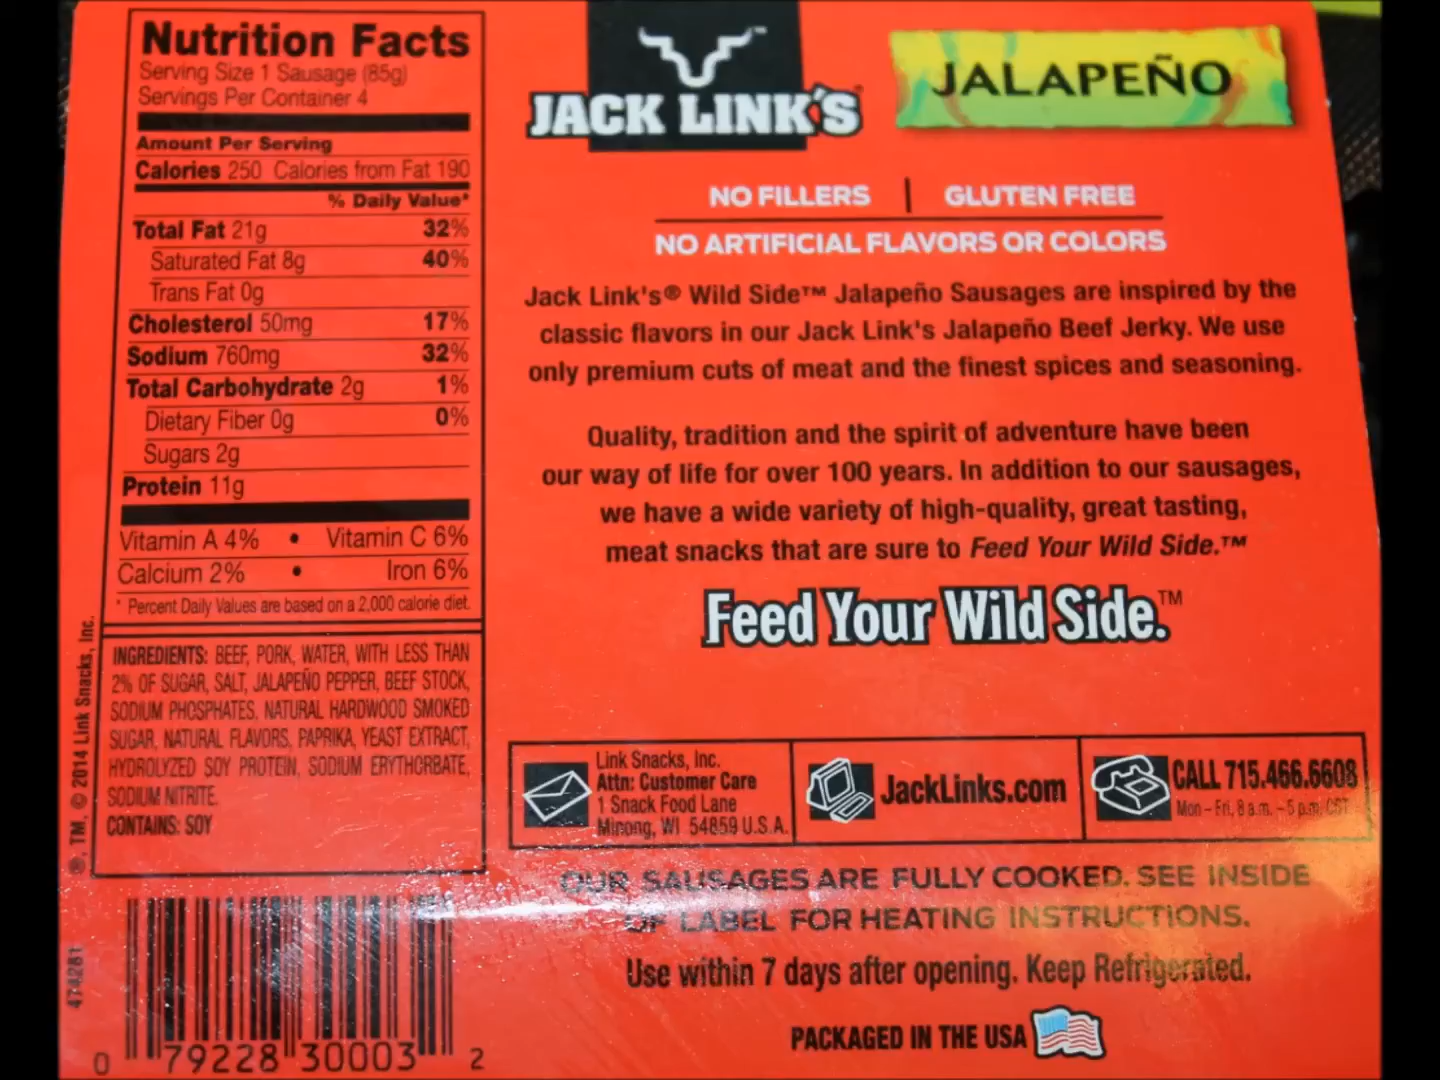 Nutrition Facts
Serving Size 1 Sausage (85g)
Servings Per Container 4
Amount Per Serving
Calories 250 Calories from Fat 190
% Daily Value*
Total Fat 21g 32%
Saturated Fat 8g 40%
Trans Fat 0g
Cholesterol 50mg 17%
Sodium 760mg 32%
Total Carbohydrate 2g 1%
Dietary Fiber 0g 0%
Sugars 2g
Protein 11g
Vitamin A 4% • Vitamin C 6%
Calcium 2% • Iron 6%
* Percent Daily Values are based on a 2,000 calorie diet.
INGREDIENTS: BEEF, PORK, WATER, WITH LESS THAN
2% OF SUGAR, SALT, JALAPEÑO PEPPER, BEEF STOCK,
SODIUM PHOSPHATES, NATURAL HARDWOOD SMOKED
SUGAR, NATURAL FLAVORS, PAPRIKA, YEAST EXTRACT,
HYDROLYZED SOY PROTEIN, SODIUM ERYTHORBATE,
SODIUM NITRITE.
CONTAINS: SOY
®, TM, © 2014 Link Snacks, Inc.
474281
0 79228 30003 2
™
JACK LINK'S®
JALAPEÑO
NO FILLERS | GLUTEN FREE
NO ARTIFICIAL FLAVORS OR COLORS
Jack Link's® Wild Side™ Jalapeño Sausages are inspired by the
classic flavors in our Jack Link's Jalapeño Beef Jerky. We use
only premium cuts of meat and the finest spices and seasoning.
Quality, tradition and the spirit of adventure have been
our way of life for over 100 years. In addition to our sausages,
we have a wide variety of high-quality, great tasting,
meat snacks that are sure to Feed Your Wild Side.™
Feed Your Wild Side.™
Link Snacks, Inc.
Attn: Customer Care
1 Snack Food Lane
Minong, WI 54859 U.S.A.
JackLinks.com
CALL 715.466.6608
Mon – Fri, 8 a.m. – 5 p.m. CST
OUR SAUSAGES ARE FULLY COOKED. SEE INSIDE
OF LABEL FOR HEATING INSTRUCTIONS.
Use within 7 days after opening. Keep Refrigerated.
PACKAGED IN THE USA